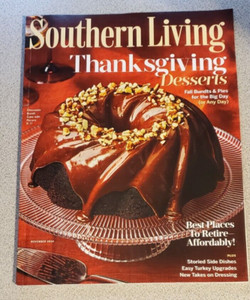 Southern Living
Thanksgiving
Desserts
Fall Bundts & Pies
for the Big Day
(or Any Day)
Best Places
To Retire
Affordably!
PLUS
Storied Side Dishes
Easy Turkey Upgrades
New Takes on Dressing